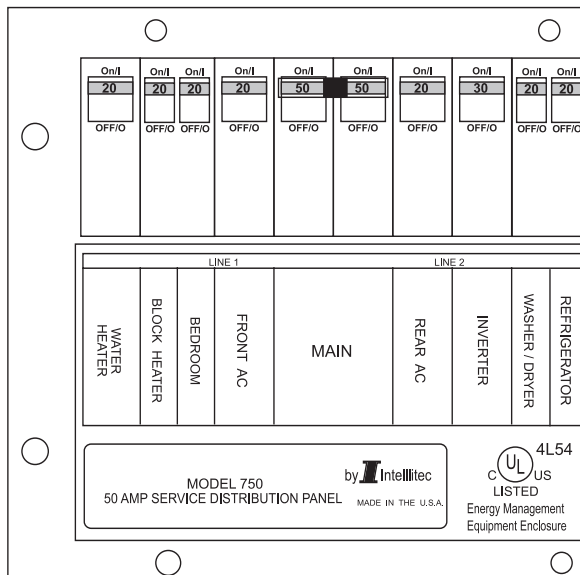 On/I On/I On/I On/I On/I On/I On/I On/I On/I On/I
20 20 20 20 50 50 20 30 20 20
OFF/O OFF/O OFF/O OFF/O OFF/O OFF/O OFF/O OFF/O OFF/O OFF/O
LINE 1 LINE 2
WATER HEATER
BLOCK HEATER
BEDROOM
FRONT AC
MAIN
REAR AC
INVERTER
WASHER / DRYER
REFRIGERATOR
MODEL 750
50 AMP SERVICE DISTRIBUTION PANEL
by Intellitec
MADE IN THE U.S.A.
4L54
C UL US
LISTED
Energy Management
Equipment Enclosure